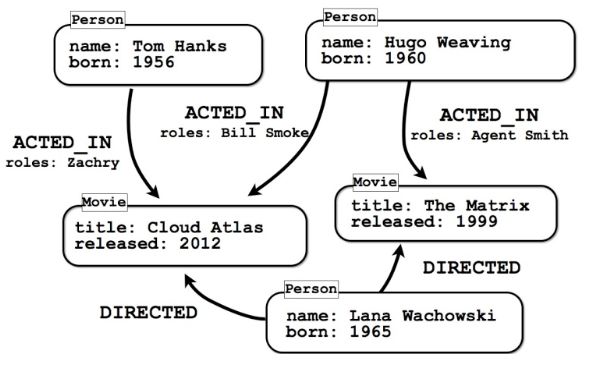 Person
name: Tom Hanks
born: 1956
Person
name: Hugo Weaving
born: 1960
ACTED_IN
roles: Zachry
ACTED_IN
roles: Bill Smoke
ACTED_IN
roles: Agent Smith
Movie
title: Cloud Atlas
released: 2012
Movie
title: The Matrix
released: 1999
DIRECTED
DIRECTED
Person
name: Lana Wachowski
born: 1965